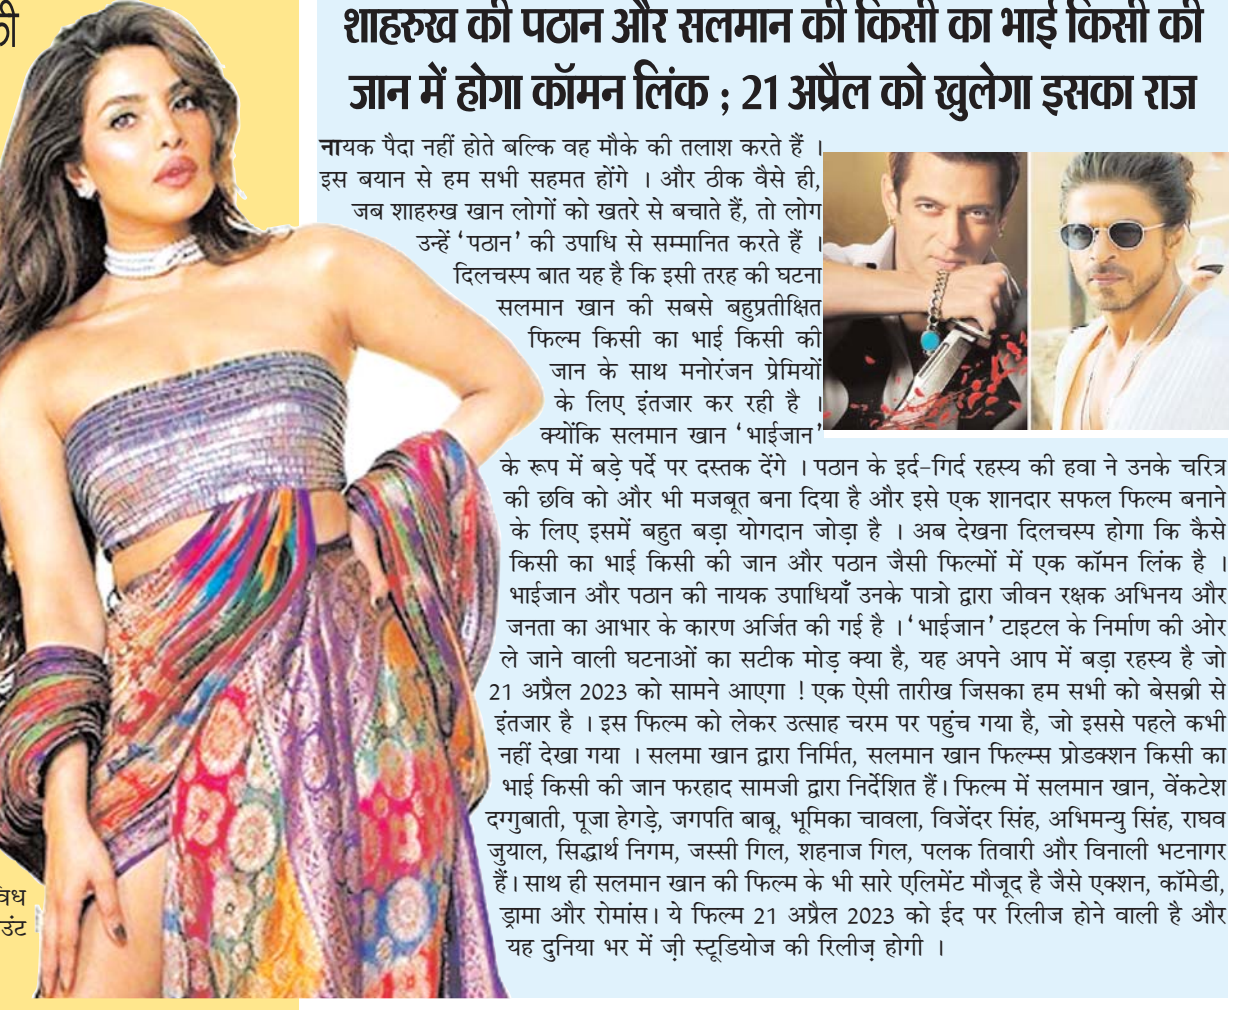 की
शाहरुख की पठान और सलमान की किसी का भाई किसी की
जान में होगा कॉमन लिंक ; 21 अप्रैल को खुलेगा इसका राज
नायक पैदा नहीं होते बल्कि वह मौके की तलाश करते हैं ।
इस बयान से हम सभी सहमत होंगे । और ठीक वैसे ही,
जब शाहरुख खान लोगों को खतरे से बचाते हैं, तो लोग
उन्हें ‘पठान’ की उपाधि से सम्मानित करते हैं ।
दिलचस्प बात यह है कि इसी तरह की घटना
सलमान खान की सबसे बहुप्रतीक्षित
फिल्म किसी का भाई किसी की
जान के साथ मनोरंजन प्रेमियों
के लिए इंतजार कर रही है ।
क्योंकि सलमान खान ‘भाईजान’
के रूप में बड़े पर्दे पर दस्तक देंगे । पठान के इर्द-गिर्द रहस्य की हवा ने उनके चरित्र
की छवि को और भी मजबूत बना दिया है और इसे एक शानदार सफल फिल्म बनाने
के लिए इसमें बहुत बड़ा योगदान जोड़ा है । अब देखना दिलचस्प होगा कि कैसे
किसी का भाई किसी की जान और पठान जैसी फिल्मों में एक कॉमन लिंक है ।
भाईजान और पठान की नायक उपाधियाँ उनके पात्रो द्वारा जीवन रक्षक अभिनय और
जनता का आभार के कारण अर्जित की गई है । ‘भाईजान’ टाइटल के निर्माण की ओर
ले जाने वाली घटनाओं का सटीक मोड़ क्या है, यह अपने आप में बड़ा रहस्य है जो
21 अप्रैल 2023 को सामने आएगा ! एक ऐसी तारीख जिसका हम सभी को बेसब्री से
इंतजार है । इस फिल्म को लेकर उत्साह चरम पर पहुंच गया है, जो इससे पहले कभी
नहीं देखा गया । सलमा खान द्वारा निर्मित, सलमान खान फिल्म्स प्रोडक्शन किसी का
भाई किसी की जान फरहाद सामजी द्वारा निर्देशित हैं। फिल्म में सलमान खान, वेंकटेश
दग्गुबाती, पूजा हेगड़े, जगपति बाबू, भूमिका चावला, विजेंदर सिंह, अभिमन्यु सिंह, राघव
जुयाल, सिद्धार्थ निगम, जस्सी गिल, शहनाज गिल, पलक तिवारी और विनाली भटनागर
हैं। साथ ही सलमान खान की फिल्म के भी सारे एलिमेंट मौजूद है जैसे एक्शन, कॉमेडी,
ड्रामा और रोमांस। ये फिल्म 21 अप्रैल 2023 को ईद पर रिलीज होने वाली है और
यह दुनिया भर में ज़ी स्टूडियोज की रिलीज़ होगी ।
विध
उंट